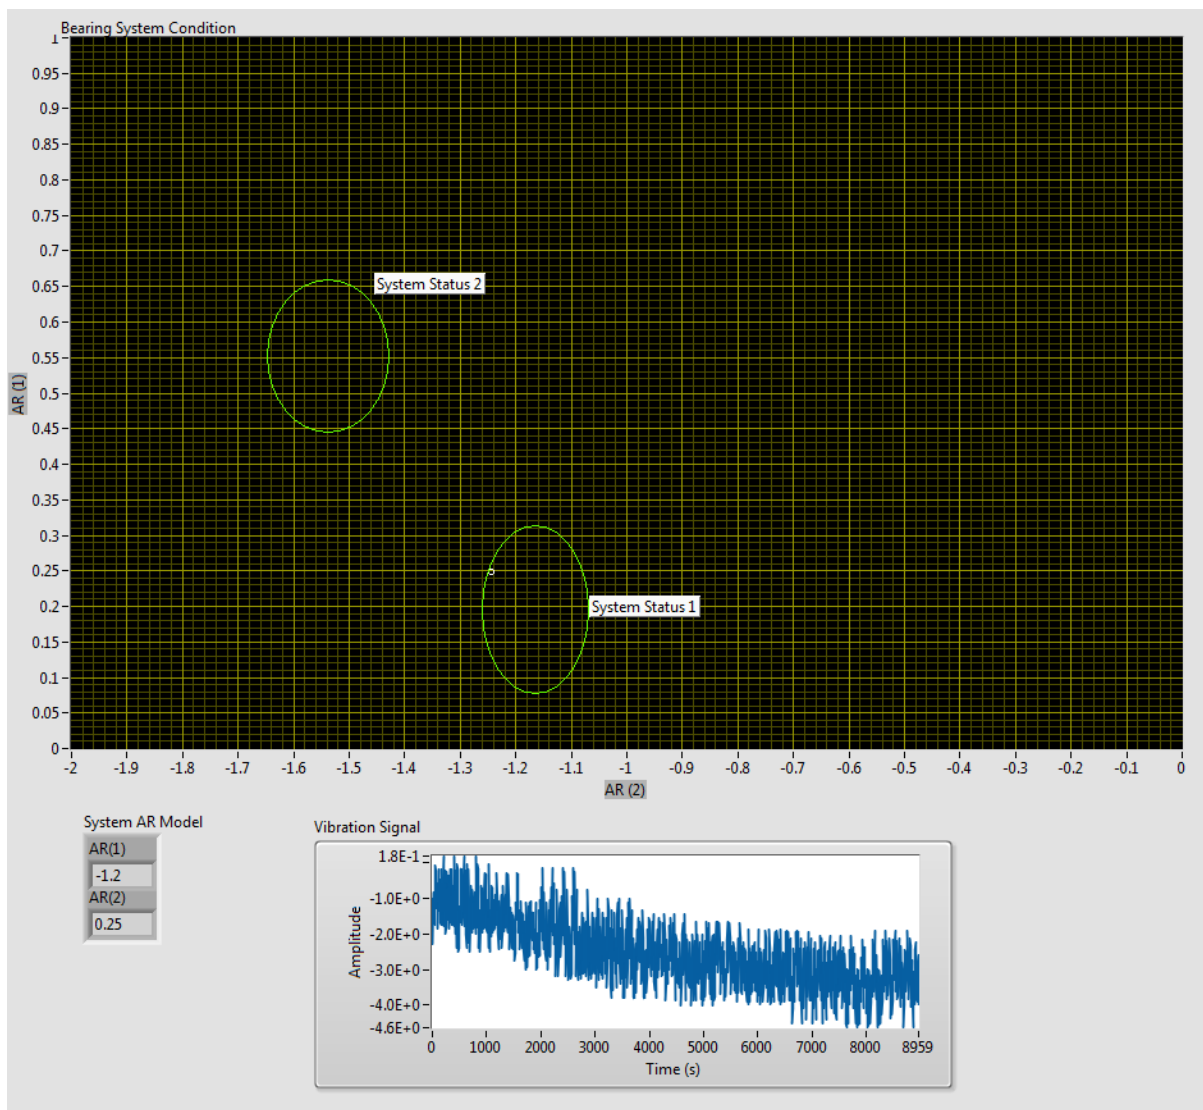 Bearing System Condition
1
0.95
0.9
0.85
0.8
0.75
0.7
0.65
0.6
0.55
0.5
0.45
0.4
0.35
0.3
0.25
0.2
0.15
0.1
0.05
0
AR (1)
System Status 2
System Status 1
-2 -1.9 -1.8 -1.7 -1.6 -1.5 -1.4 -1.3 -1.2 -1.1 -1 -0.9 -0.8 -0.7 -0.6 -0.5 -0.4 -0.3 -0.2 -0.1 0
AR (2)
System AR Model
AR(1)
-1.2
AR(2)
0.25
Vibration Signal
1.8E-1
-1.0E+0
-2.0E+0
-3.0E+0
-4.0E+0
-4.6E+0
Amplitude
0 1000 2000 3000 4000 5000 6000 7000 8000 8959
Time (s)